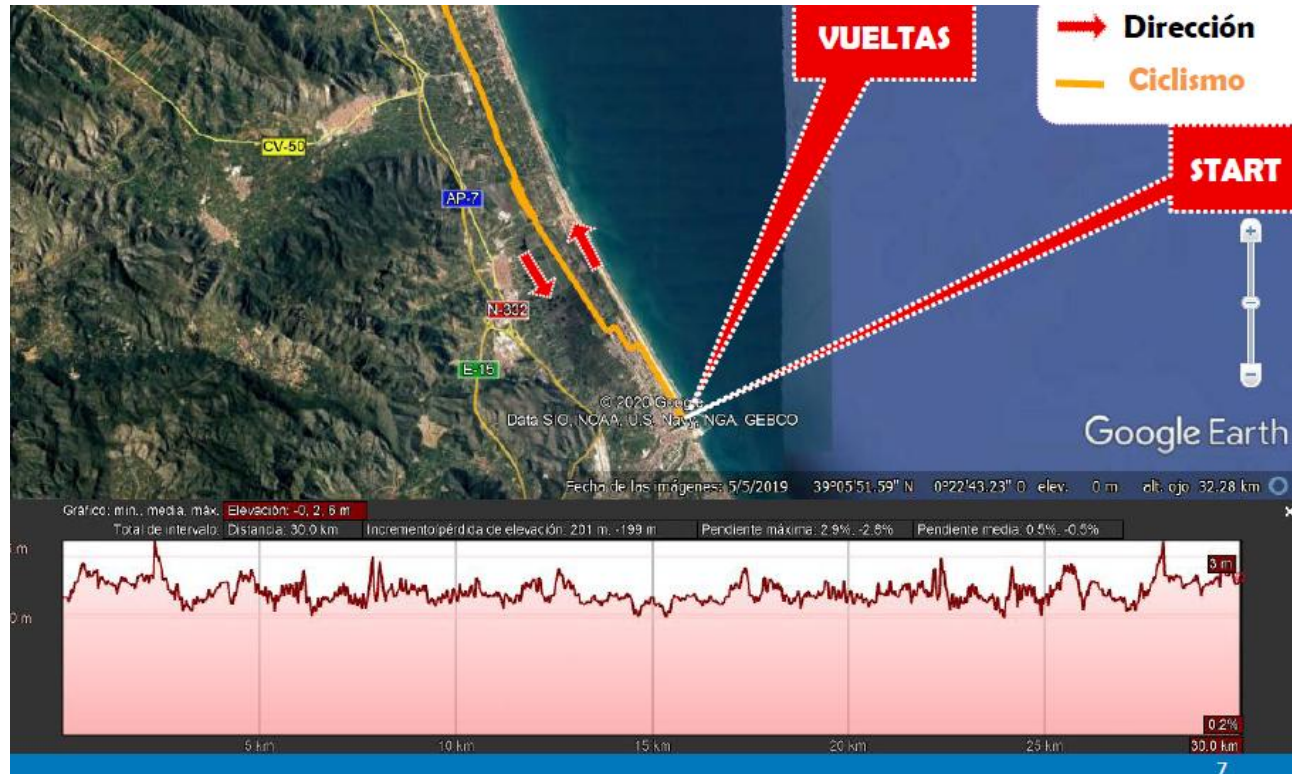 VUELTAS
Dirección
Ciclismo
START
CV-50
AP-7
N-332
E-15
© 2020 Google
Data SIO, NOAA, U.S. Navy, NGA, GEBCO
Google Earth
Fecha de las imágenes: 5/5/2019 39°05'51.59" N 0°22'43.23" O elev. 0 m alt. ojo 32.28 km
Gráfico: mín., media, máx. Elevación: -0, 2, 6 m
Total de intervalo: Distancia: 30.0 km Incremento/pérdida de elevación: 201 m, -199 m Pendiente máxima: 2.9%, -2.8% Pendiente media: 0.5%, -0.5%
m
3 m
0 m
0.2%
5 km 10 km 15 km 20 km 25 km 30.0 km
7